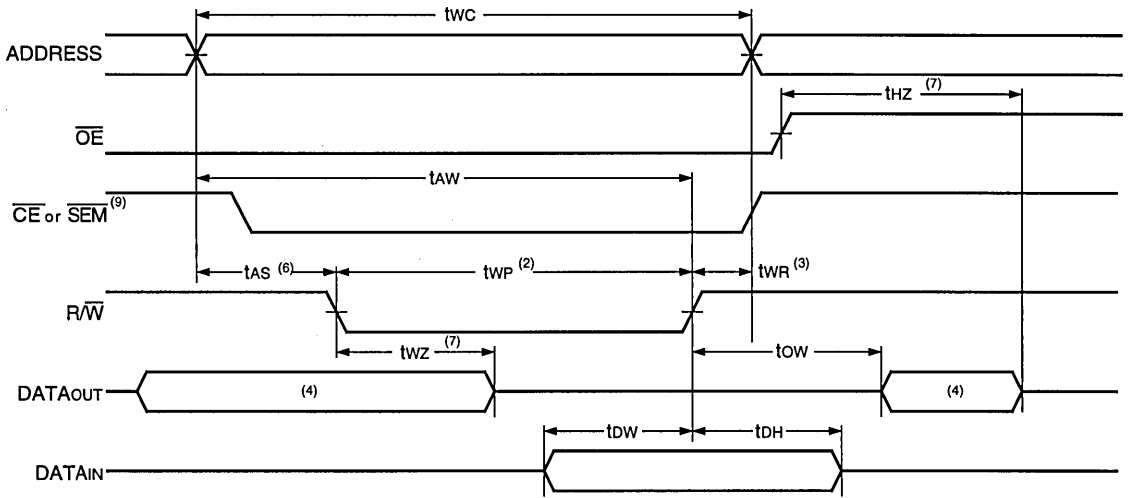 tWC
ADDRESS
tHZ (7)
OE
tAW
CE or SEM (9)
tAS (6)
tWP (2)
tWR (3)
R/W
tWZ (7)
tOW
DATAOUT
(4)
(4)
tDW
tDH
DATAIN